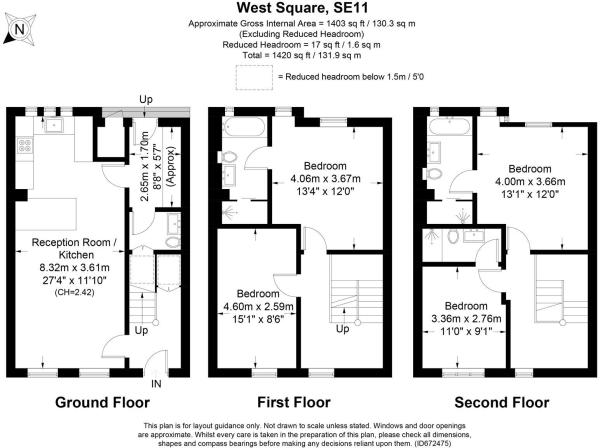 West Square, SE11
Approximate Gross Internal Area = 1403 sq ft / 130.3 sq m
(Excluding Reduced Headroom)
Reduced Headroom = 17 sq ft / 1.6 sq m
Total = 1420 sq ft / 131.9 sq m
N
= Reduced headroom below 1.5m / 5'0
Up
2.65m x 1.70m
8'8" x 5'7"
(Approx)
Reception Room /
Kitchen
8.32m x 3.61m
27'4" x 11'10"
(CH=2.42)
Up
IN
Ground Floor
Bedroom
4.06m x 3.67m
13'4" x 12'0"
Bedroom
4.60m x 2.59m
15'1" x 8'6"
Up
First Floor
Bedroom
4.00m x 3.66m
13'1" x 12'0"
Bedroom
3.36m x 2.76m
11'0" x 9'1"
Second Floor
This plan is for layout guidance only. Not drawn to scale unless stated. Windows and door openings
are approximate. Whilst every care is taken in the preparation of this plan, please check all dimensions,
shapes and compass bearings before making any decisions reliant upon them. (ID672475)